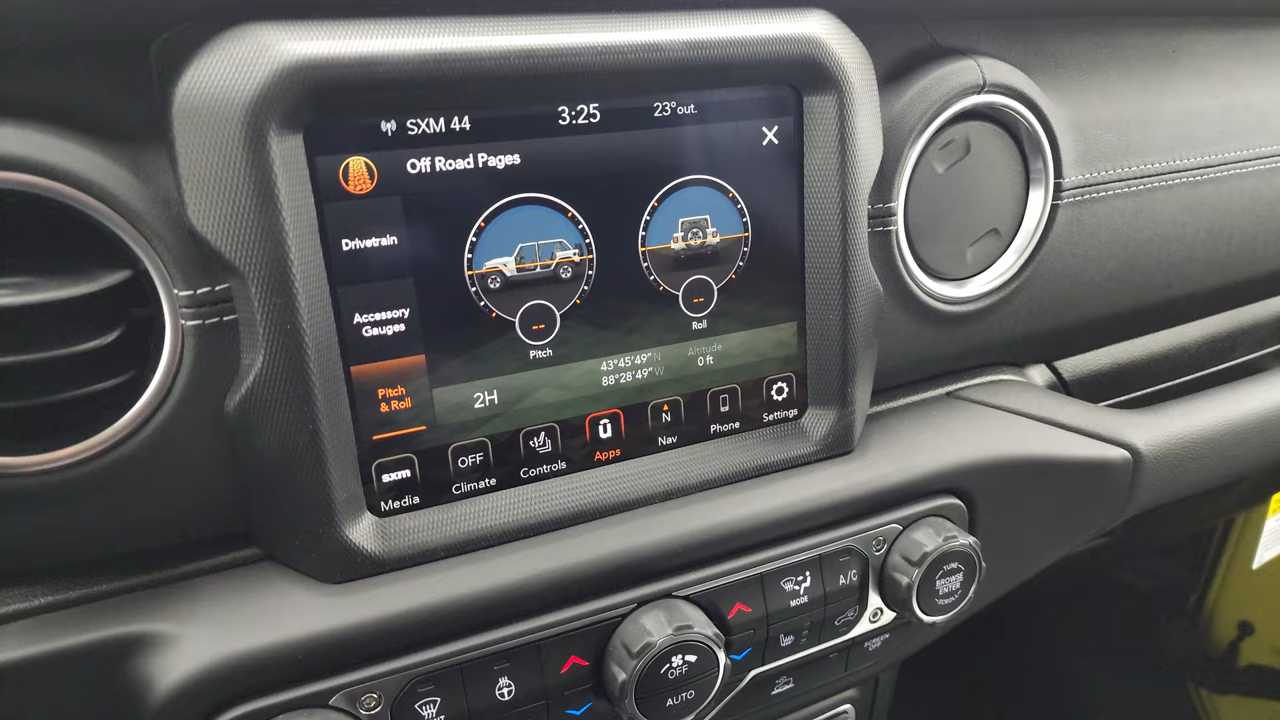 SXM 44
3:25
23°out.
Off Road Pages
Drivetrain
Accessory
Gauges
Pitch
& Roll
--
Pitch
--
Roll
2H
43°45'49"N
88°28'49"W
Altitude
0 ft
sxm
Media
OFF
Climate
Controls
ū
Apps
N
Nav
Phone
Settings
MODE
A/C
TUNE
BROWSE
ENTER
SCROLL
SCREEN
OFF
OFF
AUTO